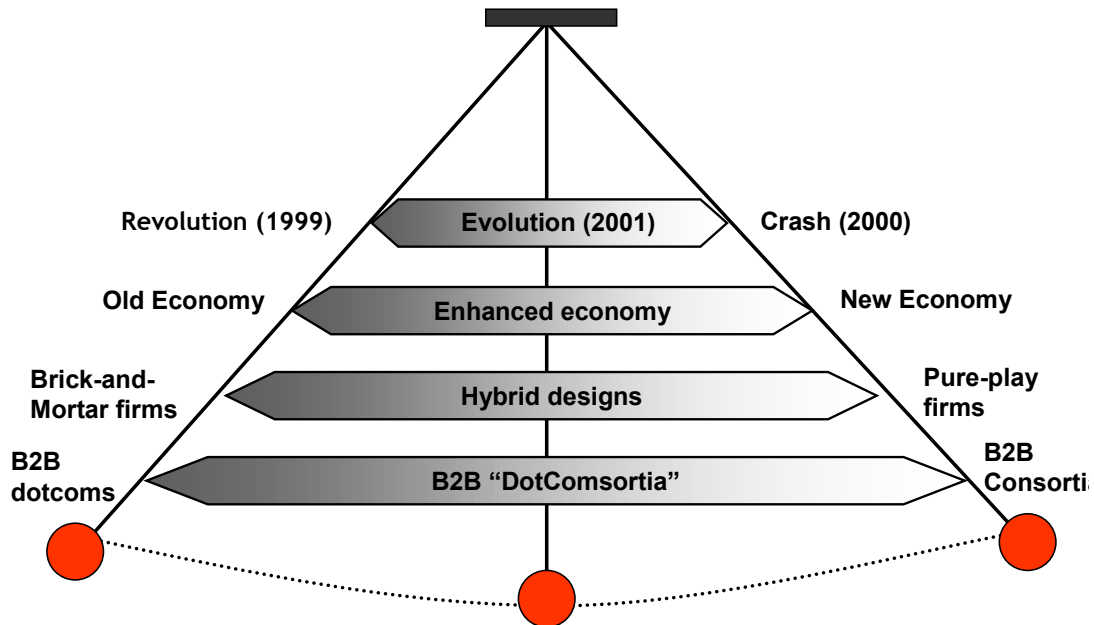 Revolution (1999)
Evolution (2001)
Crash (2000)
Old Economy
Enhanced economy
New Economy
Brick-and-
Mortar firms
Hybrid designs
Pure-play
firms
B2B
dotcoms
B2B “DotComsortia”
B2B
Consortia